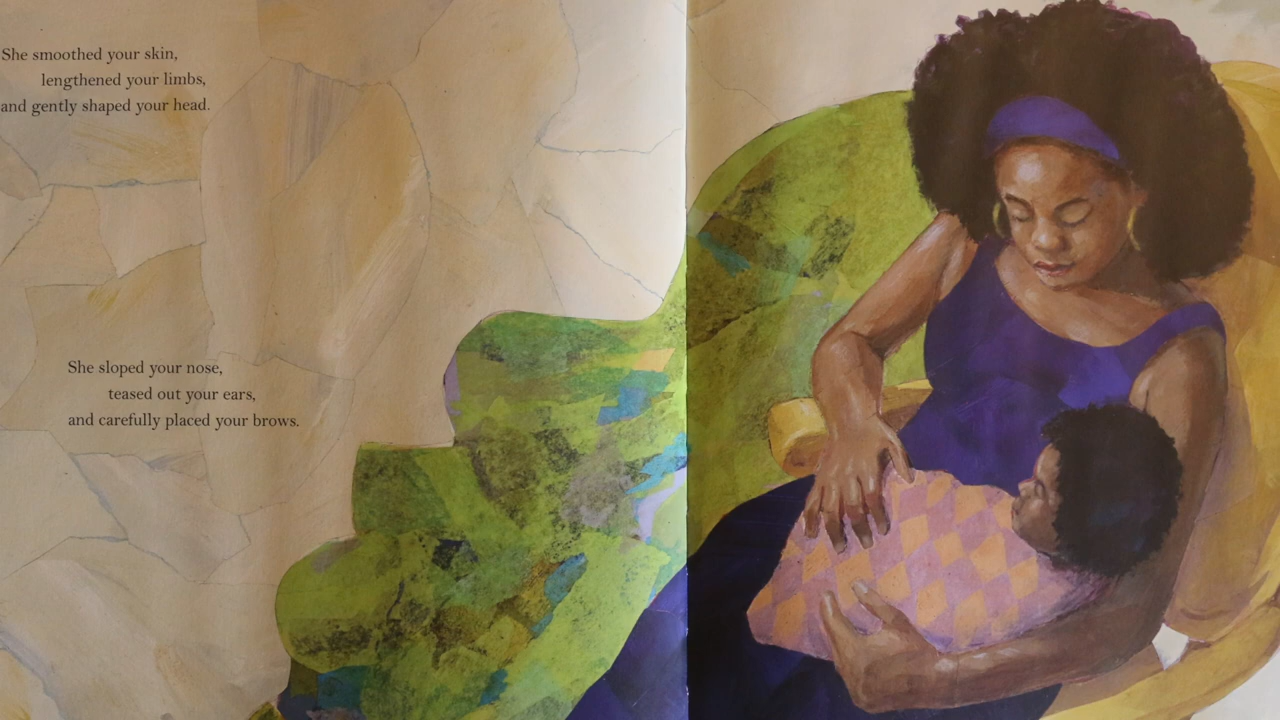 She smoothed your skin,
lengthened your limbs,
and gently shaped your head.
She sloped your nose,
teased out your ears,
and carefully placed your brows.